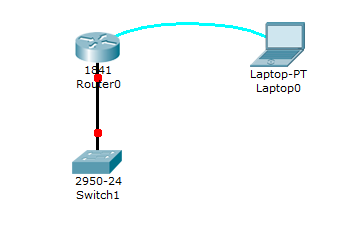 1841
Router0
Laptop-PT
Laptop0
2950-24
Switch1